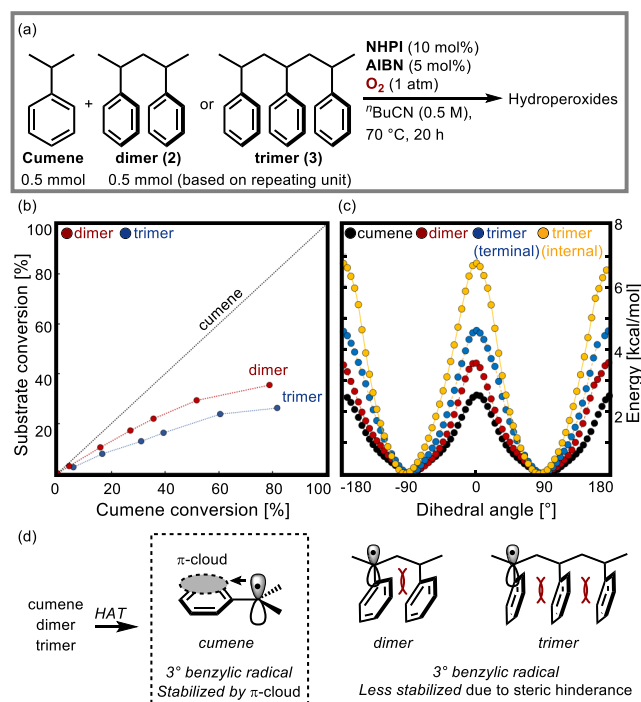 (a)
NHPI (10 mol%)
AIBN (5 mol%)
O₂ (1 atm)
ⁿBuCN (0.5 M),
70 °C, 20 h
Hydroperoxides
+
or
Cumene
dimer (2)
trimer (3)
0.5 mmol
0.5 mmol (based on repeating unit)
(b)
dimer
trimer
cumene
dimer
trimer
Substrate conversion [%]
100
80
60
40
20
0
20
40
60
80
100
Cumene conversion [%]
(c)
cumene
dimer
trimer
(terminal)
trimer
(internal)
8
6
4
2
Energy [kcal/mol]
-180
-90
0
90
180
Dihedral angle [°]
(d)
cumene
dimer
trimer
HAT
π-cloud
cumene
3° benzylic radical
Stabilized by π-cloud
dimer
trimer
3° benzylic radical
Less stabilized due to steric hinderance